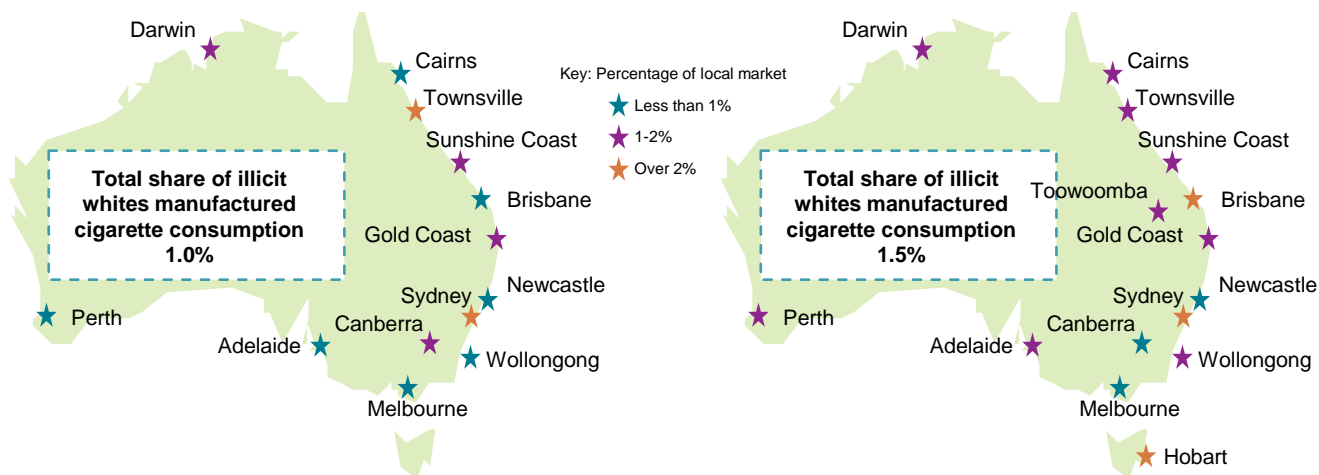 Darwin
Cairns
Townsville
Sunshine Coast
Brisbane
Gold Coast
Newcastle
Sydney
Canberra
Wollongong
Adelaide
Melbourne
Perth
Total share of illicit
whites manufactured
cigarette consumption
1.0%
Key: Percentage of local market
Less than 1%
1-2%
Over 2%
Darwin
Cairns
Townsville
Sunshine Coast
Toowoomba
Brisbane
Gold Coast
Newcastle
Sydney
Canberra
Wollongong
Adelaide
Melbourne
Hobart
Perth
Total share of illicit
whites manufactured
cigarette consumption
1.5%